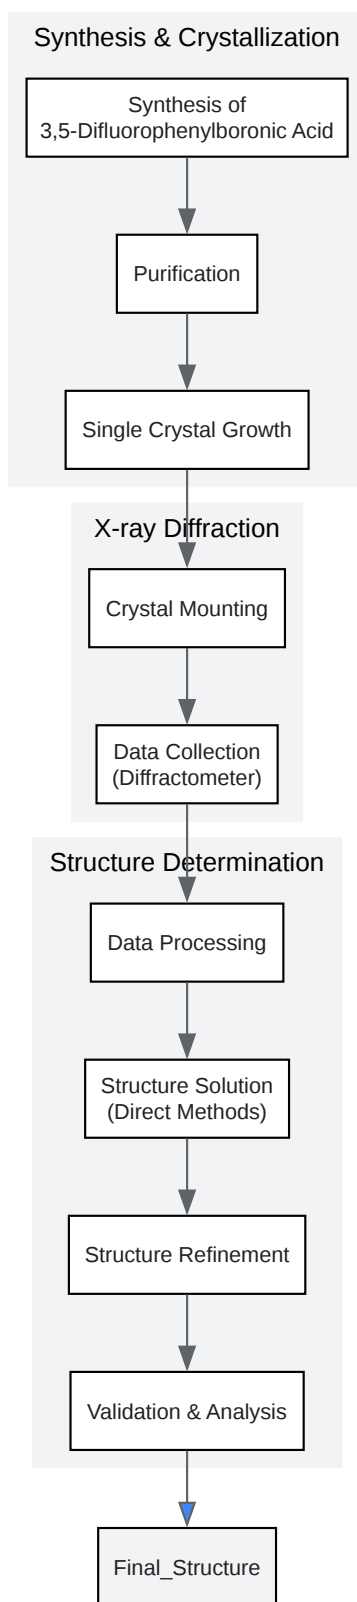 Synthesis & Crystallization
Synthesis of
3,5-Difluorophenylboronic Acid
Purification
Single Crystal Growth
X-ray Diffraction
Crystal Mounting
Data Collection
(Diffractometer)
Structure Determination
Data Processing
Structure Solution
(Direct Methods)
Structure Refinement
Validation & Analysis
Final_Structure